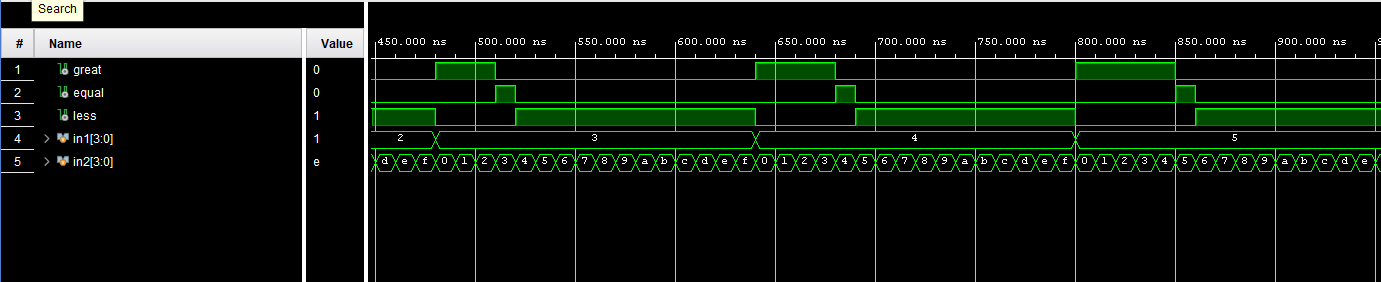 Search
# Name Value
450.000 ns 500.000 ns 550.000 ns 600.000 ns 650.000 ns 700.000 ns 750.000 ns 800.000 ns 850.000 ns 900.000 ns
1 great 0
2 equal 0
3 less 1
4 in1[3:0] 1 2 3 4 5
5 in2[3:0] e d e f 0 1 2 3 4 5 6 7 8 9 a b c d e f 0 1 2 3 4 5 6 7 8 9 a b c d e f 0 1 2 3 4 5 6 7 8 9 a b c d e